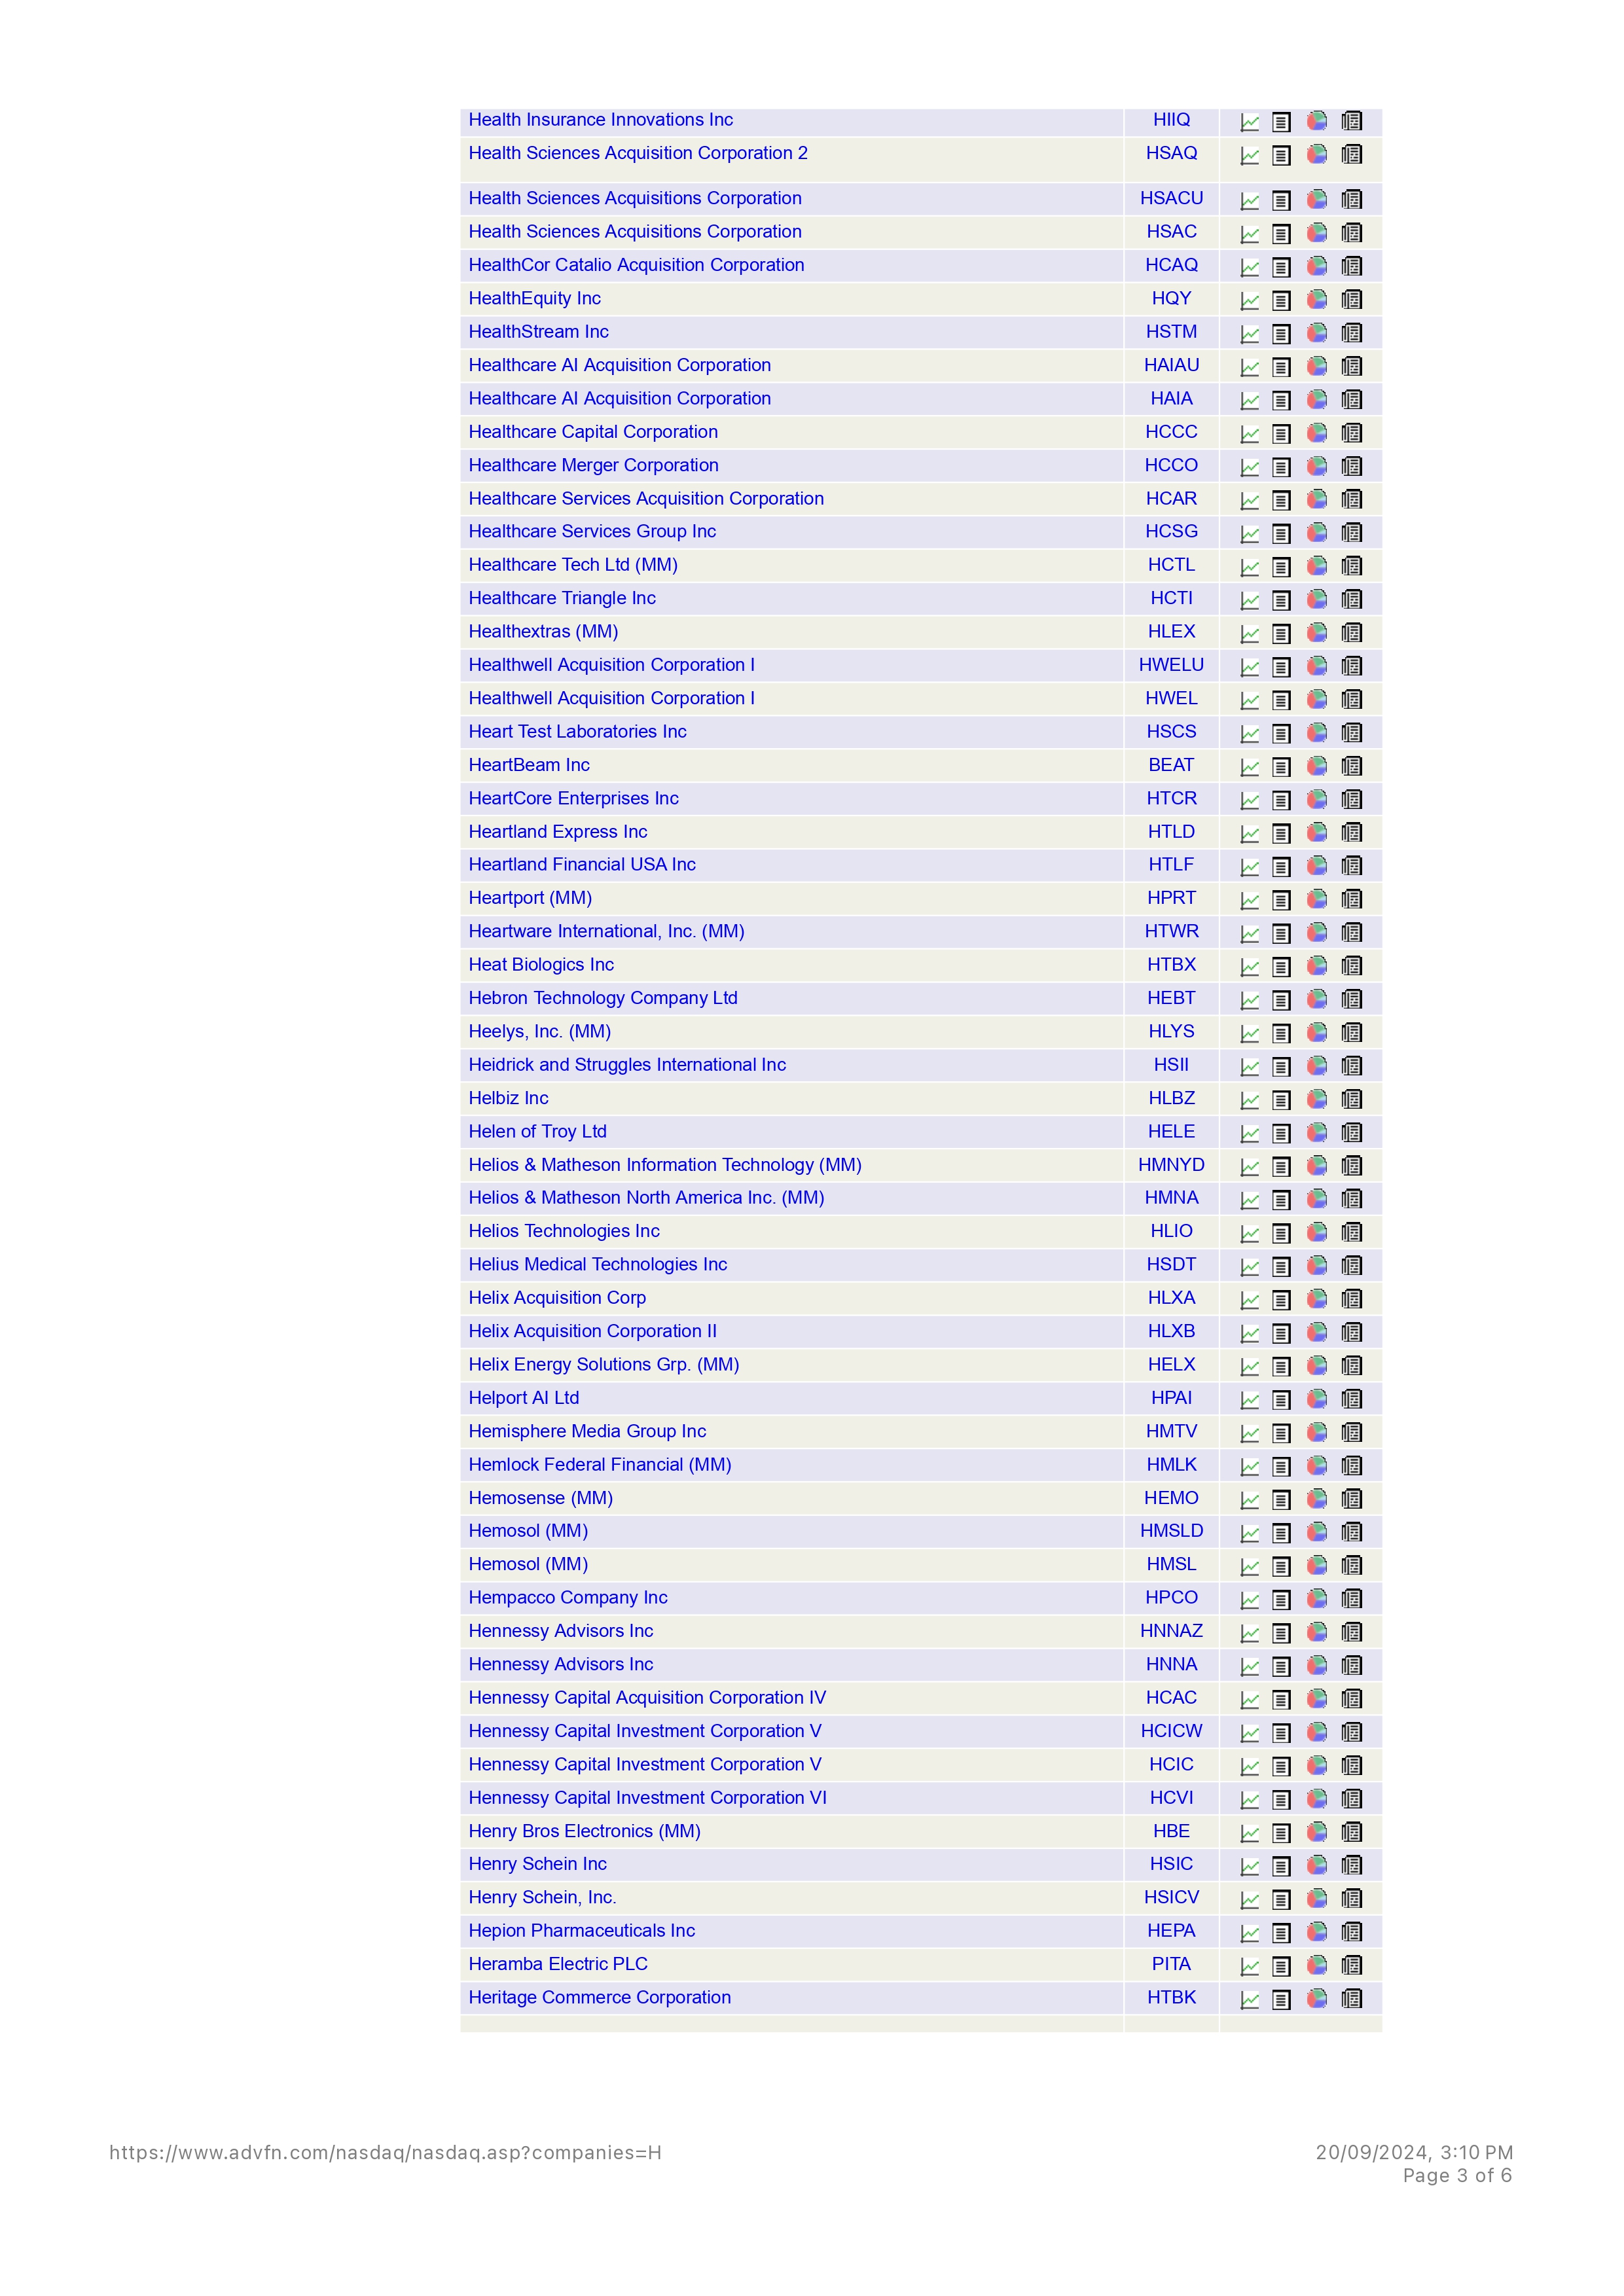 Health Insurance Innovations Inc HIIQ
Health Sciences Acquisition Corporation 2 HSAQ
Health Sciences Acquisitions Corporation HSACU
Health Sciences Acquisitions Corporation HSAC
HealthCor Catalio Acquisition Corporation HCAQ
HealthEquity Inc HQY
HealthStream Inc HSTM
Healthcare AI Acquisition Corporation HAIAU
Healthcare AI Acquisition Corporation HAIA
Healthcare Capital Corporation HCCC
Healthcare Merger Corporation HCCO
Healthcare Services Acquisition Corporation HCAR
Healthcare Services Group Inc HCSG
Healthcare Tech Ltd (MM) HCTL
Healthcare Triangle Inc HCTI
Healthextras (MM) HLEX
Healthwell Acquisition Corporation I HWELU
Healthwell Acquisition Corporation I HWEL
Heart Test Laboratories Inc HSCS
HeartBeam Inc BEAT
HeartCore Enterprises Inc HTCR
Heartland Express Inc HTLD
Heartland Financial USA Inc HTLF
Heartport (MM) HPRT
Heartware International, Inc. (MM) HTWR
Heat Biologics Inc HTBX
Hebron Technology Company Ltd HEBT
Heelys, Inc. (MM) HLYS
Heidrick and Struggles International Inc HSII
Helbiz Inc HLBZ
Helen of Troy Ltd HELE
Helios & Matheson Information Technology (MM) HMNYD
Helios & Matheson North America Inc. (MM) HMNA
Helios Technologies Inc HLIO
Helius Medical Technologies Inc HSDT
Helix Acquisition Corp HLXA
Helix Acquisition Corporation II HLXB
Helix Energy Solutions Grp. (MM) HELX
Helport AI Ltd HPAI
Hemisphere Media Group Inc HMTV
Hemlock Federal Financial (MM) HMLK
Hemosense (MM) HEMO
Hemosol (MM) HMSLD
Hemosol (MM) HMSL
Hempacco Company Inc HPCO
Hennessy Advisors Inc HNNAZ
Hennessy Advisors Inc HNNA
Hennessy Capital Acquisition Corporation IV HCAC
Hennessy Capital Investment Corporation V HCICW
Hennessy Capital Investment Corporation V HCIC
Hennessy Capital Investment Corporation VI HCVI
Henry Bros Electronics (MM) HBE
Henry Schein Inc HSIC
Henry Schein, Inc. HSICV
Hepion Pharmaceuticals Inc HEPA
Heramba Electric PLC PITA
Heritage Commerce Corporation HTBK
https://www.advfn.com/nasdaq/nasdaq.asp?companies=H 20/09/2024, 3:10 PM
Page 3 of 6